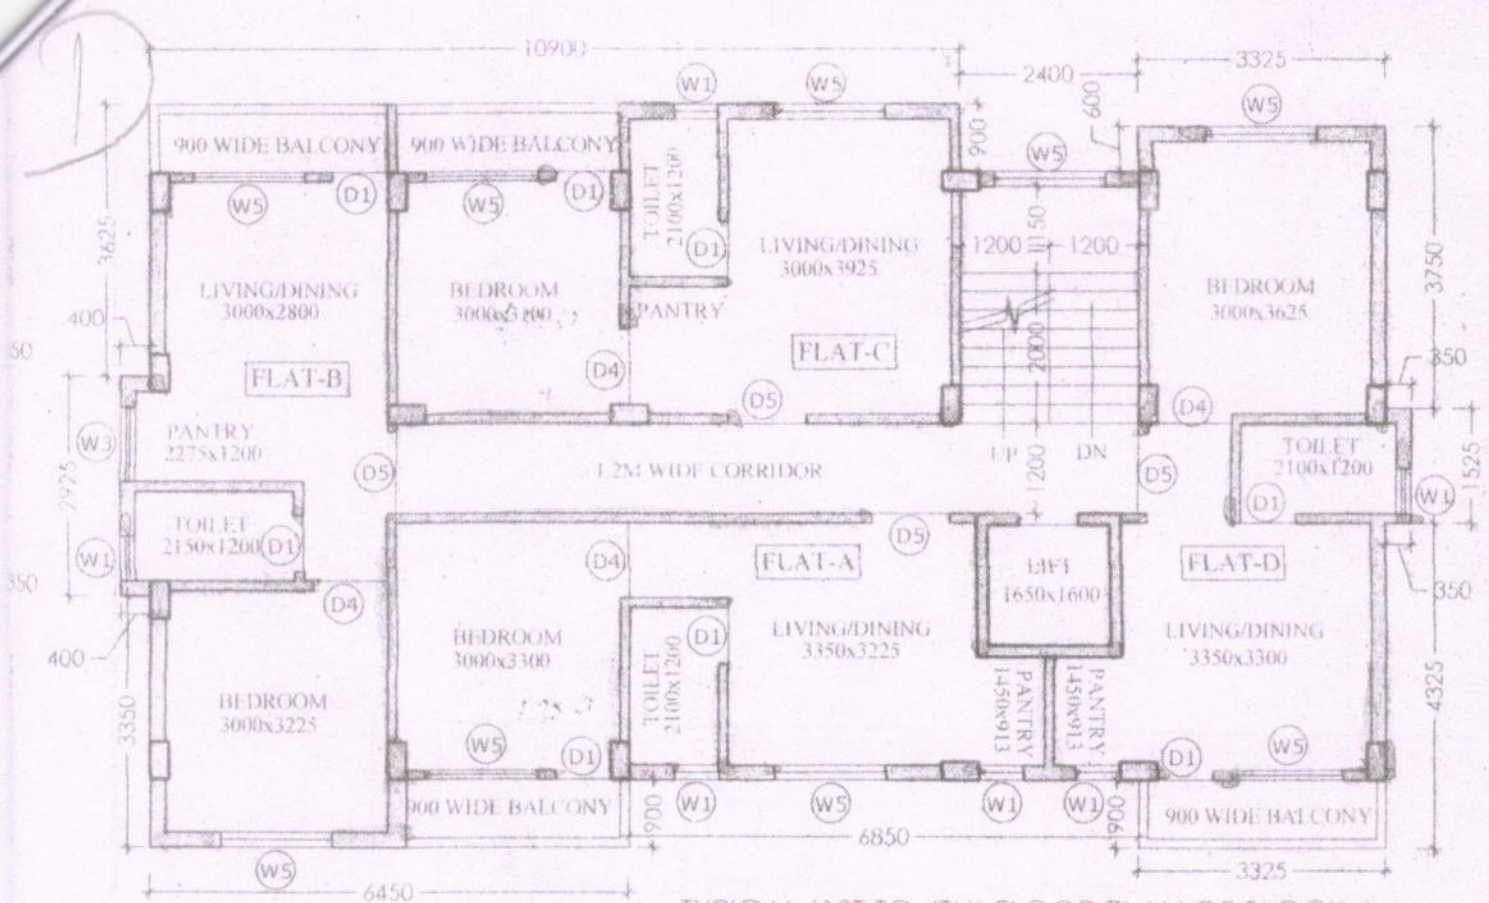 1
10900
2400
3325
600
W1
W5
W5
900
W5
900 WIDE BALCONY
900 WIDE BALCONY
TOILET
2100x1200
W5
D1
W5
D1
D1
3625
LIVING/DINING
3000x3925
1200
1150
1200
LIVING/DINING
3000x2800
BEDROOM
PANTRY
BEDROOM
3000x3625
3750
400
FLAT-B
D4
FLAT-C
2000
350
D5
D4
W3
PANTRY
2275x1200
D5
1.2M WIDE CORRIDOR
UP
1200
DN
D5
TOILET
2100x1200
1525
2925
TOILET
2150x1200
D1
W1
D1
W1
D5
D4
FLAT-A
LIFT
1650x1600
FLAT-D
350
350
D4
400
BEDROOM
3000x3300
TOILET
2100x1200
D1
LIVING/DINING
3350x3225
LIVING/DINING
3350x3300
BEDROOM
3000x3225
3350
PANTRY
1450x913
PANTRY
1450x913
4325
W5
D1
D1
W5
900 WIDE BALCONY
900
W1
W5
W1
W1
900
900 WIDE BALCONY
6850
W5
3325
6450